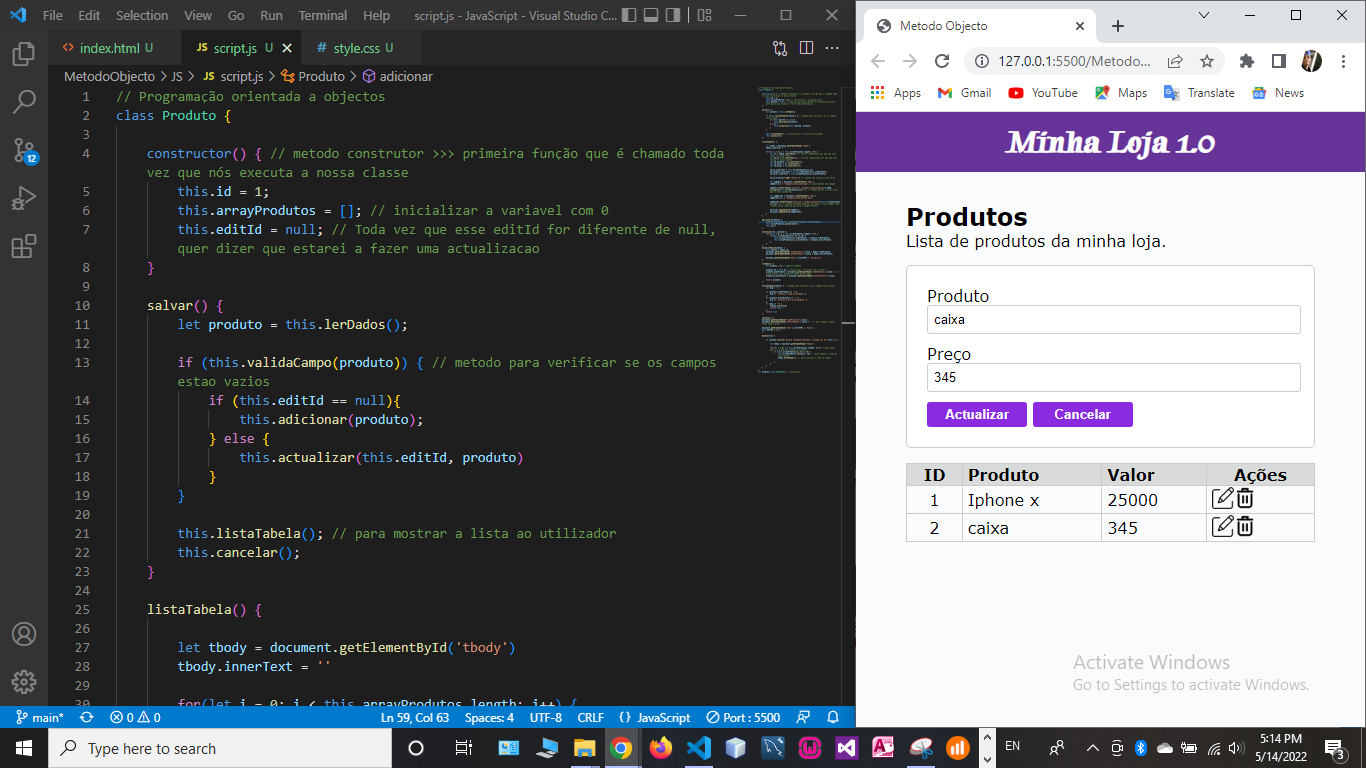 File Edit Selection View Go Run Terminal Help script.js - JavaScript - Visual Studio C...
index.html U JS script.js U # style.css U
MetodoObjecto > JS > JS script.js > Produto > adicionar
1 // Programação orientada a objectos
2 class Produto {
3
4 constructor() { // metodo construtor >>> primeira função que é chamado toda
vez que nós executa a nossa classe
5 this.id = 1;
6 this.arrayProdutos = []; // inicializar a variavel com 0
7 this.editId = null; // Toda vez que esse editId for diferente de null,
quer dizer que estarei a fazer uma actualizacao
8 }
9
10 salvar() {
11 let produto = this.lerDados();
12
13 if (this.validaCampo(produto)) { // metodo para verificar se os campos
estao vazios
14 if (this.editId == null){
15 this.adicionar(produto);
16 } else {
17 this.actualizar(this.editId, produto)
18 }
19 }
20
21 this.listaTabela(); // para mostrar a lista ao utilizador
22 this.cancelar();
23 }
24
25 listaTabela() {
26
27 let tbody = document.getElementById('tbody')
28 tbody.innerText = ''
29
30 for(let i = 0; i < this.arrayProdutos.length; i++) {
12
main* 0 0 Ln 59, Col 63 Spaces: 4 UTF-8 CRLF {} JavaScript Port : 5500
Metodo Objecto
127.0.0.1:5500/Metodo...
Apps Gmail YouTube Maps Translate News
Minha Loja 1.0
Produtos
Lista de produtos da minha loja.
Produto
caixa
Preço
345
Actualizar Cancelar
ID Produto Valor Ações
1 Iphone x 25000
2 caixa 345
Activate Windows
Go to Settings to activate Windows.
Type here to search
EN
5:14 PM
5/14/2022
3